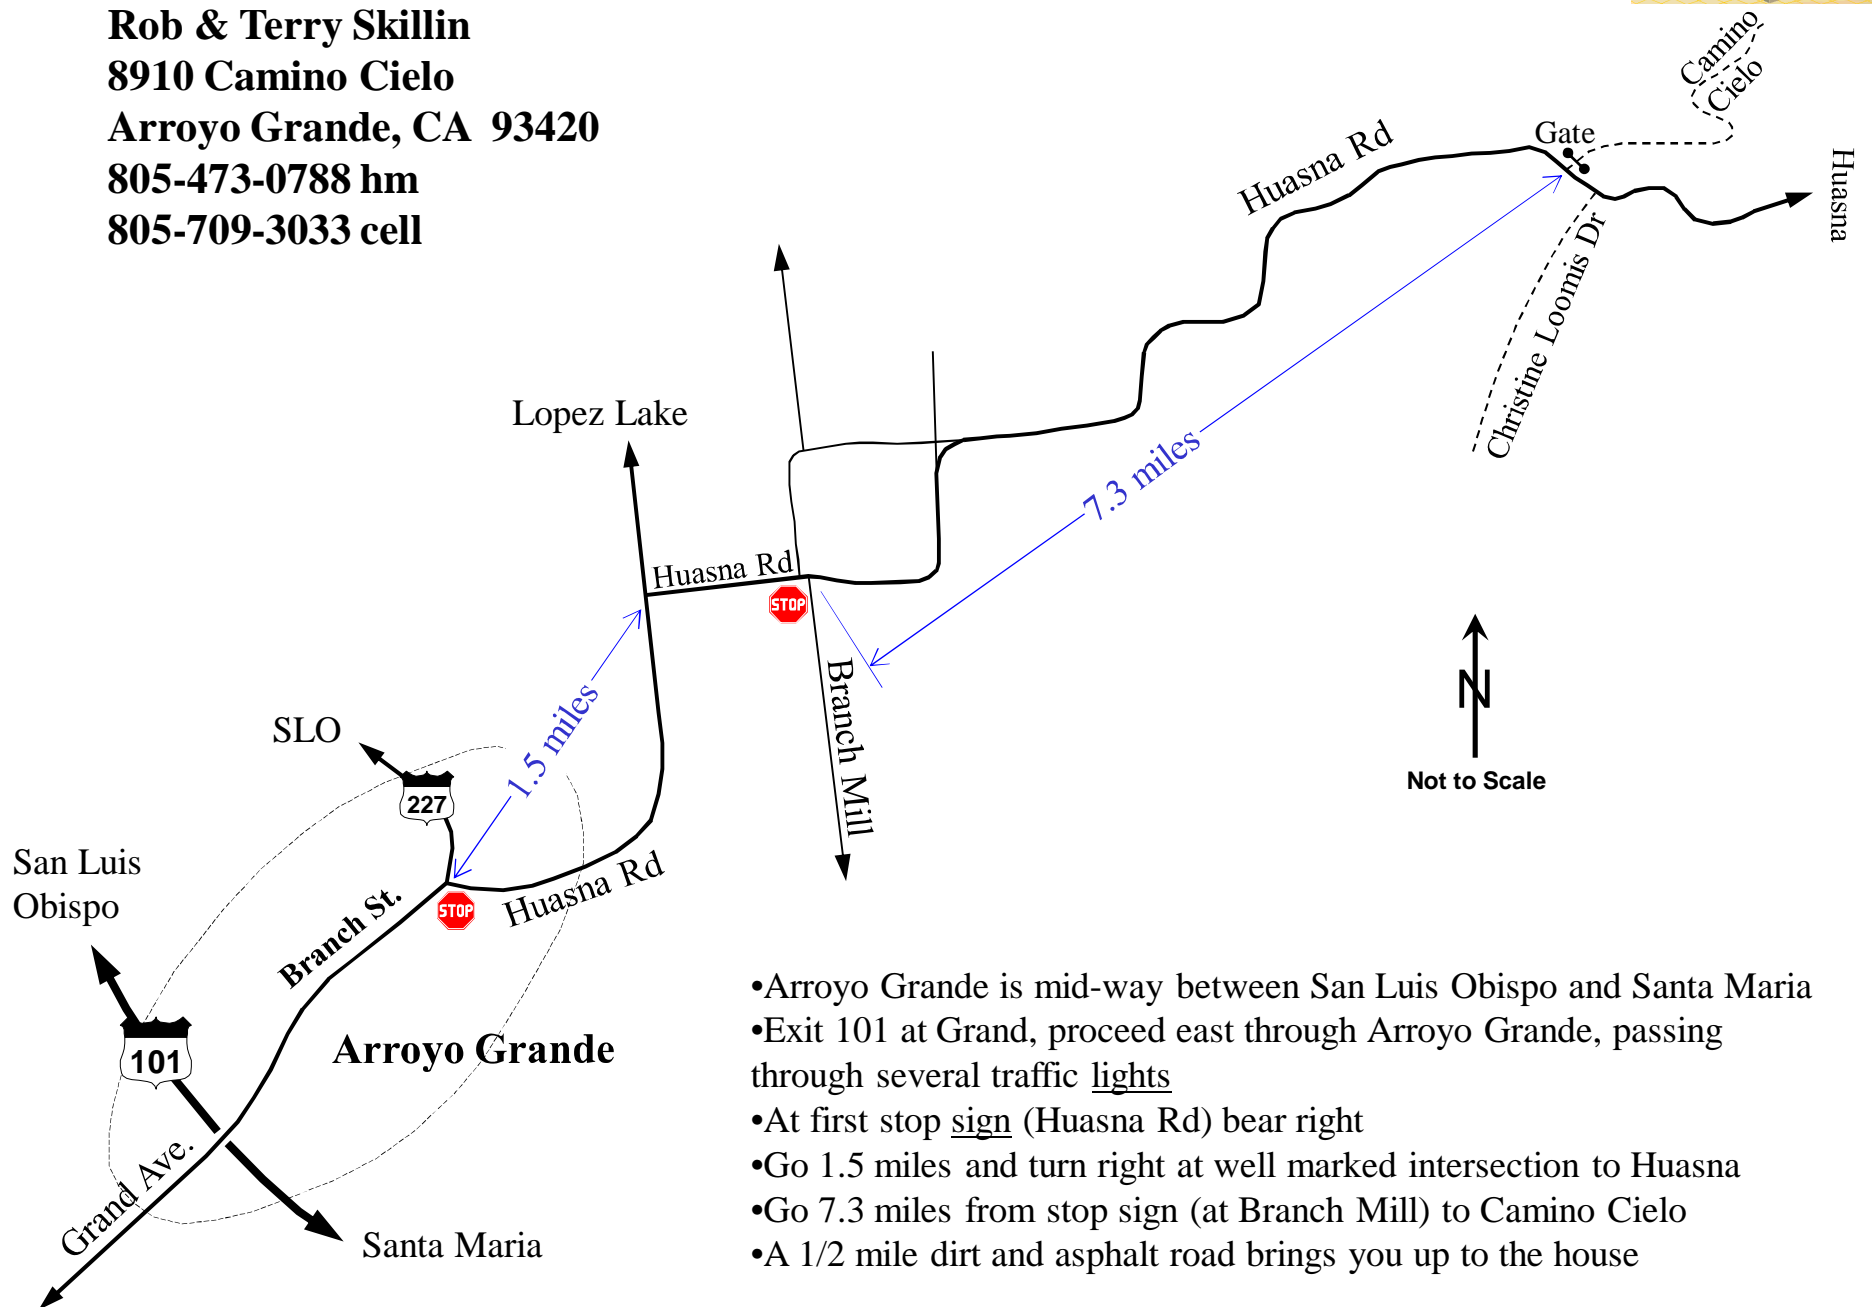 Rob & Terry Skillin
8910 Camino Cielo
Arroyo Grande, CA  93420
805-473-0788 hm
805-709-3033 cell
Camino
Cielo
Gate
Huasna Rd
Huasna
Christine Loomis Dr
Lopez Lake
7.3 miles
Huasna Rd
STOP
Branch Mill
1.5 miles
N
Not to Scale
SLO
227
San Luis
Obispo
Branch St.
STOP
Huasna Rd
101
Arroyo Grande
Grand Ave.
Santa Maria
•Arroyo Grande is mid-way between San Luis Obispo and Santa Maria
•Exit 101 at Grand, proceed east through Arroyo Grande, passing
through several traffic lights
•At first stop sign (Huasna Rd) bear right
•Go 1.5 miles and turn right at well marked intersection to Huasna
•Go 7.3 miles from stop sign (at Branch Mill) to Camino Cielo
•A 1/2 mile dirt and asphalt road brings you up to the house